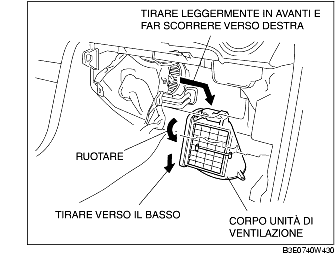 TIRARE LEGGERMENTE IN AVANTI E
FAR SCORRERE VERSO DESTRA
RUOTARE
TIRARE VERSO IL BASSO
CORPO UNITÀ DI
VENTILAZIONE
B3E0740W430